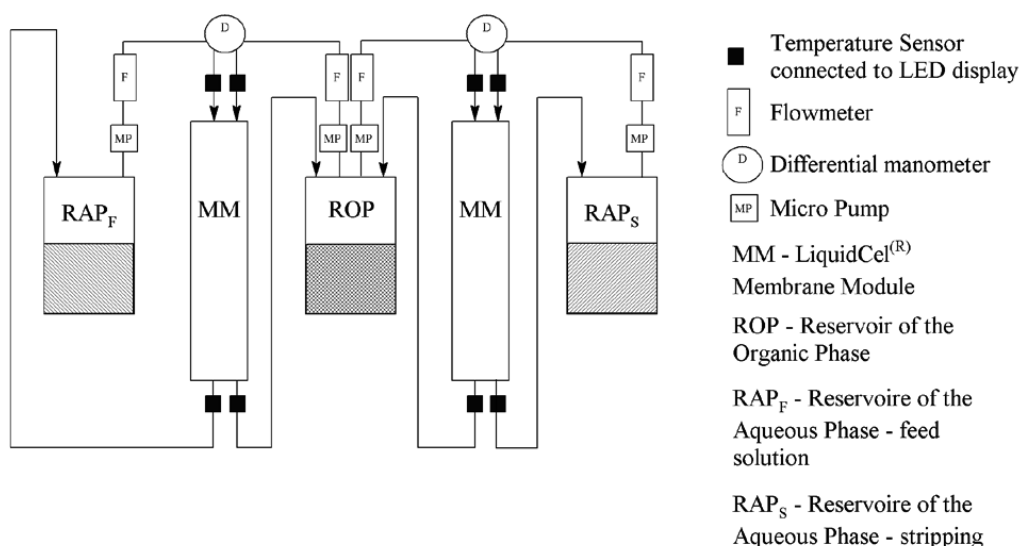 D
D
F
F
F
F
MP
MP
MP
MP
RAP_F
MM
ROP
MM
RAP_S
Temperature Sensor
connected to LED display
F
Flowmeter
D
Differential manometer
MP
Micro Pump
MM - LiquidCel(R)
Membrane Module
ROP - Reservoir of the
Organic Phase
RAP_F - Reservoire of the
Aqueous Phase - feed
solution
RAP_S - Reservoire of the
Aqueous Phase - stripping